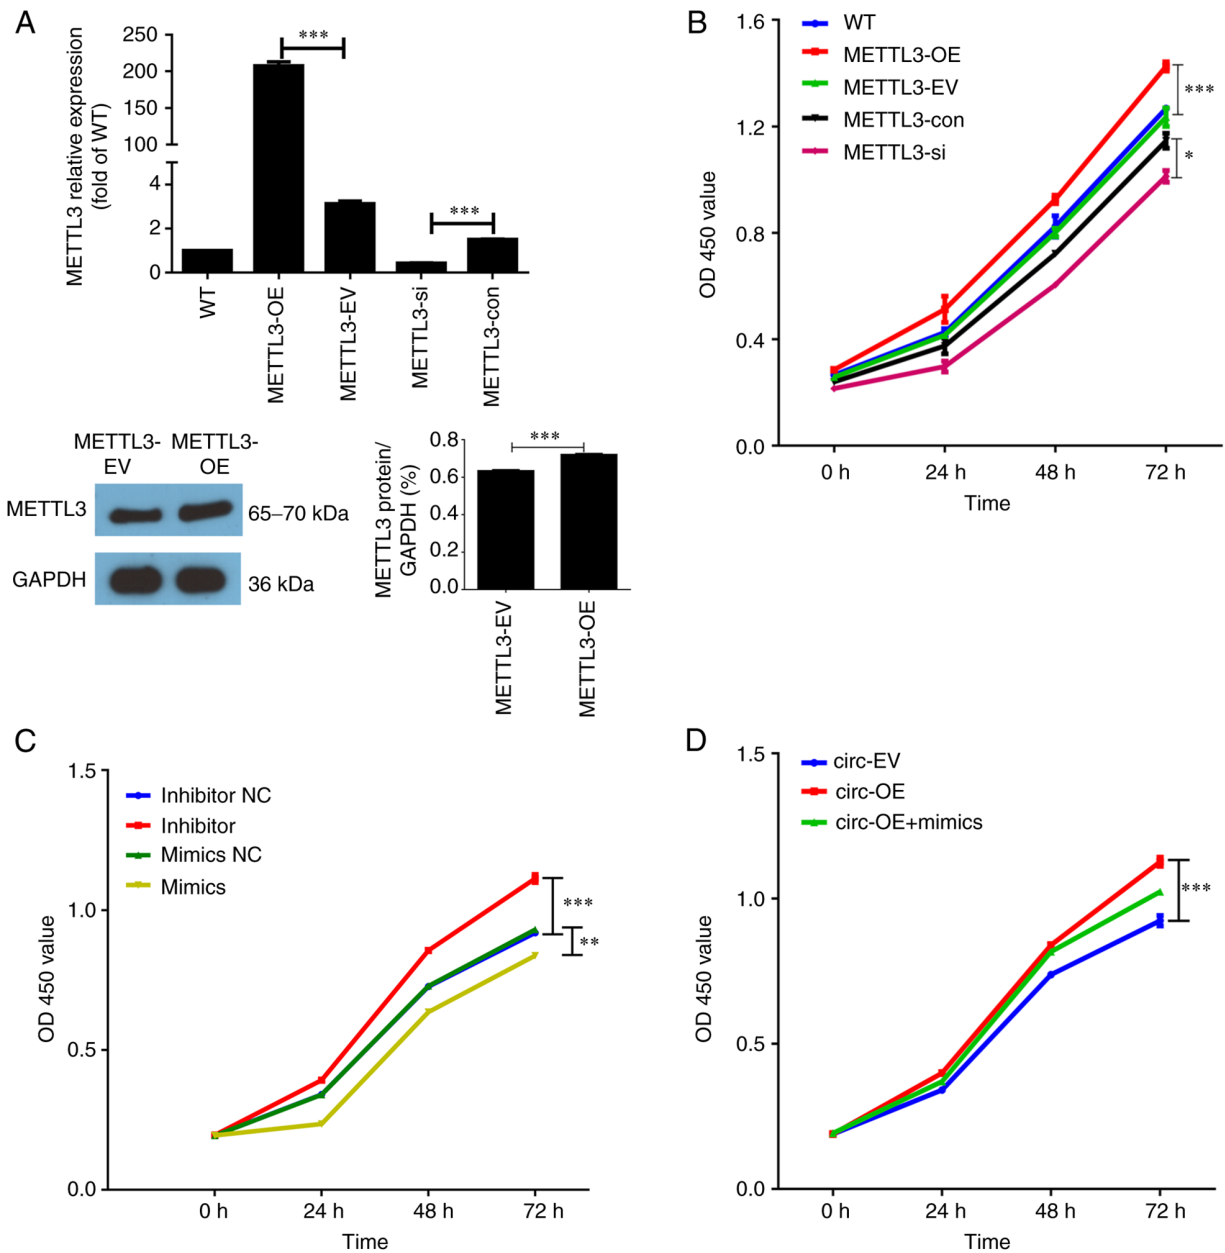 A
METTL3 relative expression
(fold of WT)
250
200
150
100
4
2
0
***
***
WT
METTL3-OE
METTL3-EV
METTL3-si
METTL3-con
METTL3-
EV
METTL3-
OE
METTL3
65–70 kDa
GAPDH
36 kDa
METTL3 protein/
GAPDH (%)
0.8
0.6
0.4
0.2
0.0
***
METTL3-EV
METTL3-OE
B
OD 450 value
1.6
1.2
0.8
0.4
0.0
WT
METTL3-OE
METTL3-EV
METTL3-con
METTL3-si
***
*
0 h
24 h
48 h
72 h
Time
C
OD 450 value
1.5
1.0
0.5
0.0
Inhibitor NC
Inhibitor
Mimics NC
Mimics
***
**
0 h
24 h
48 h
72 h
Time
D
OD 450 value
1.5
1.0
0.5
0.0
circ-EV
circ-OE
circ-OE+mimics
***
0 h
24 h
48 h
72 h
Time